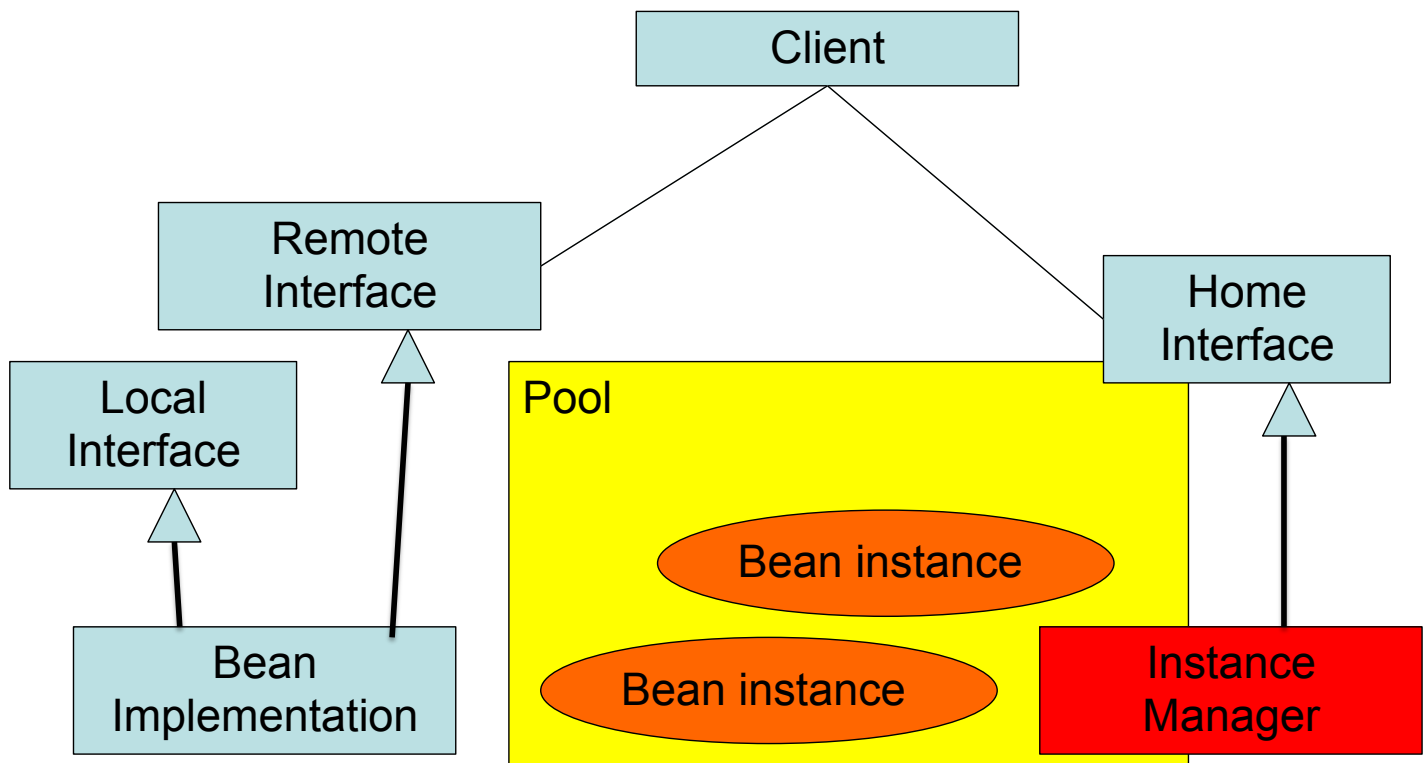 Client
Remote
Interface
Home
Interface
Local
Interface
Pool
Bean instance
Bean instance
Bean
Implementation
Instance
Manager